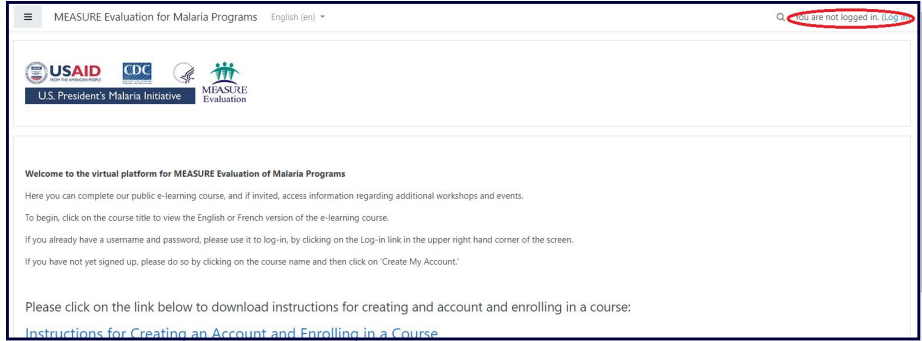 MEASURE Evaluation for Malaria Programs English (en)
You are not logged in. (Log in)
USAID
FROM THE AMERICAN PEOPLE
CDC
U.S. President's Malaria Initiative
MEASURE
Evaluation
Welcome to the virtual platform for MEASURE Evaluation of Malaria Programs
Here you can complete our public e-learning course, and if invited, access information regarding additional workshops and events.
To begin, click on the course title to view the English or French version of the e-learning course.
If you already have a username and password, please use it to log-in, by clicking on the Log-in link in the upper right hand corner of the screen.
If you have not yet signed up, please do so by clicking on the course name and then click on 'Create My Account.'
Please click on the link below to download instructions for creating and account and enrolling in a course:
Instructions for Creating an Account and Enrolling in a Course